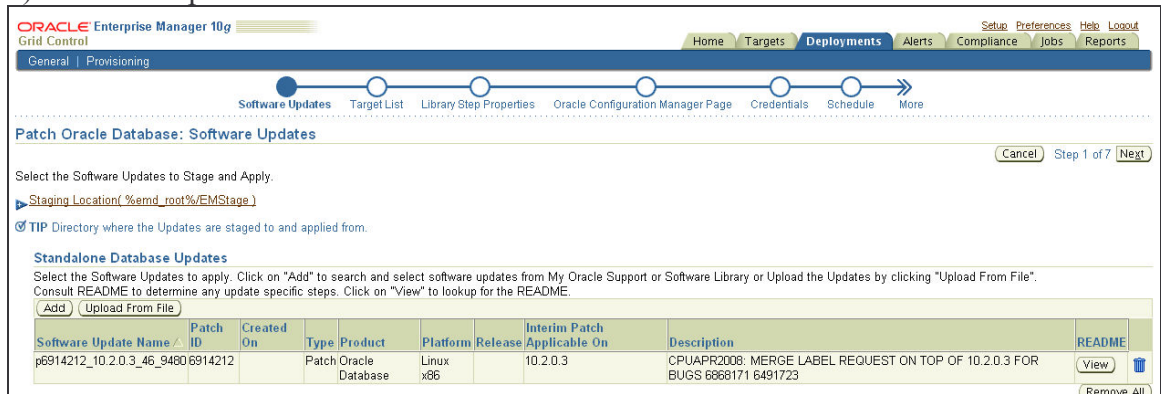 ORACLE Enterprise Manager 10g
Grid Control
Setup Preferences Help Logout
Home Targets Deployments Alerts Compliance Jobs Reports
General | Provisioning
Software Updates Target List Library Step Properties Oracle Configuration Manager Page Credentials Schedule More
Patch Oracle Database: Software Updates
Cancel Step 1 of 7 Next
Select the Software Updates to Stage and Apply.
Staging Location( %emd_root%/EMStage )
TIP Directory where the Updates are staged to and applied from.
Standalone Database Updates
Select the Software Updates to apply. Click on "Add" to search and select software updates from My Oracle Support or Software Library or Upload the Updates by clicking "Upload From File".
Consult README to determine any update specific steps. Click on "View" to lookup for the README.
Add Upload From File
Software Update Name Patch ID Created On Type Product Platform Release Interim Patch Applicable On Description README
p6914212_10.2.0.3_46_9480 6914212 Patch Oracle Database Linux x86 10.2.0.3 CPUAPR2008: MERGE LABEL REQUEST ON TOP OF 10.2.0.3 FOR
BUGS 6868171 6491723 View
Remove All